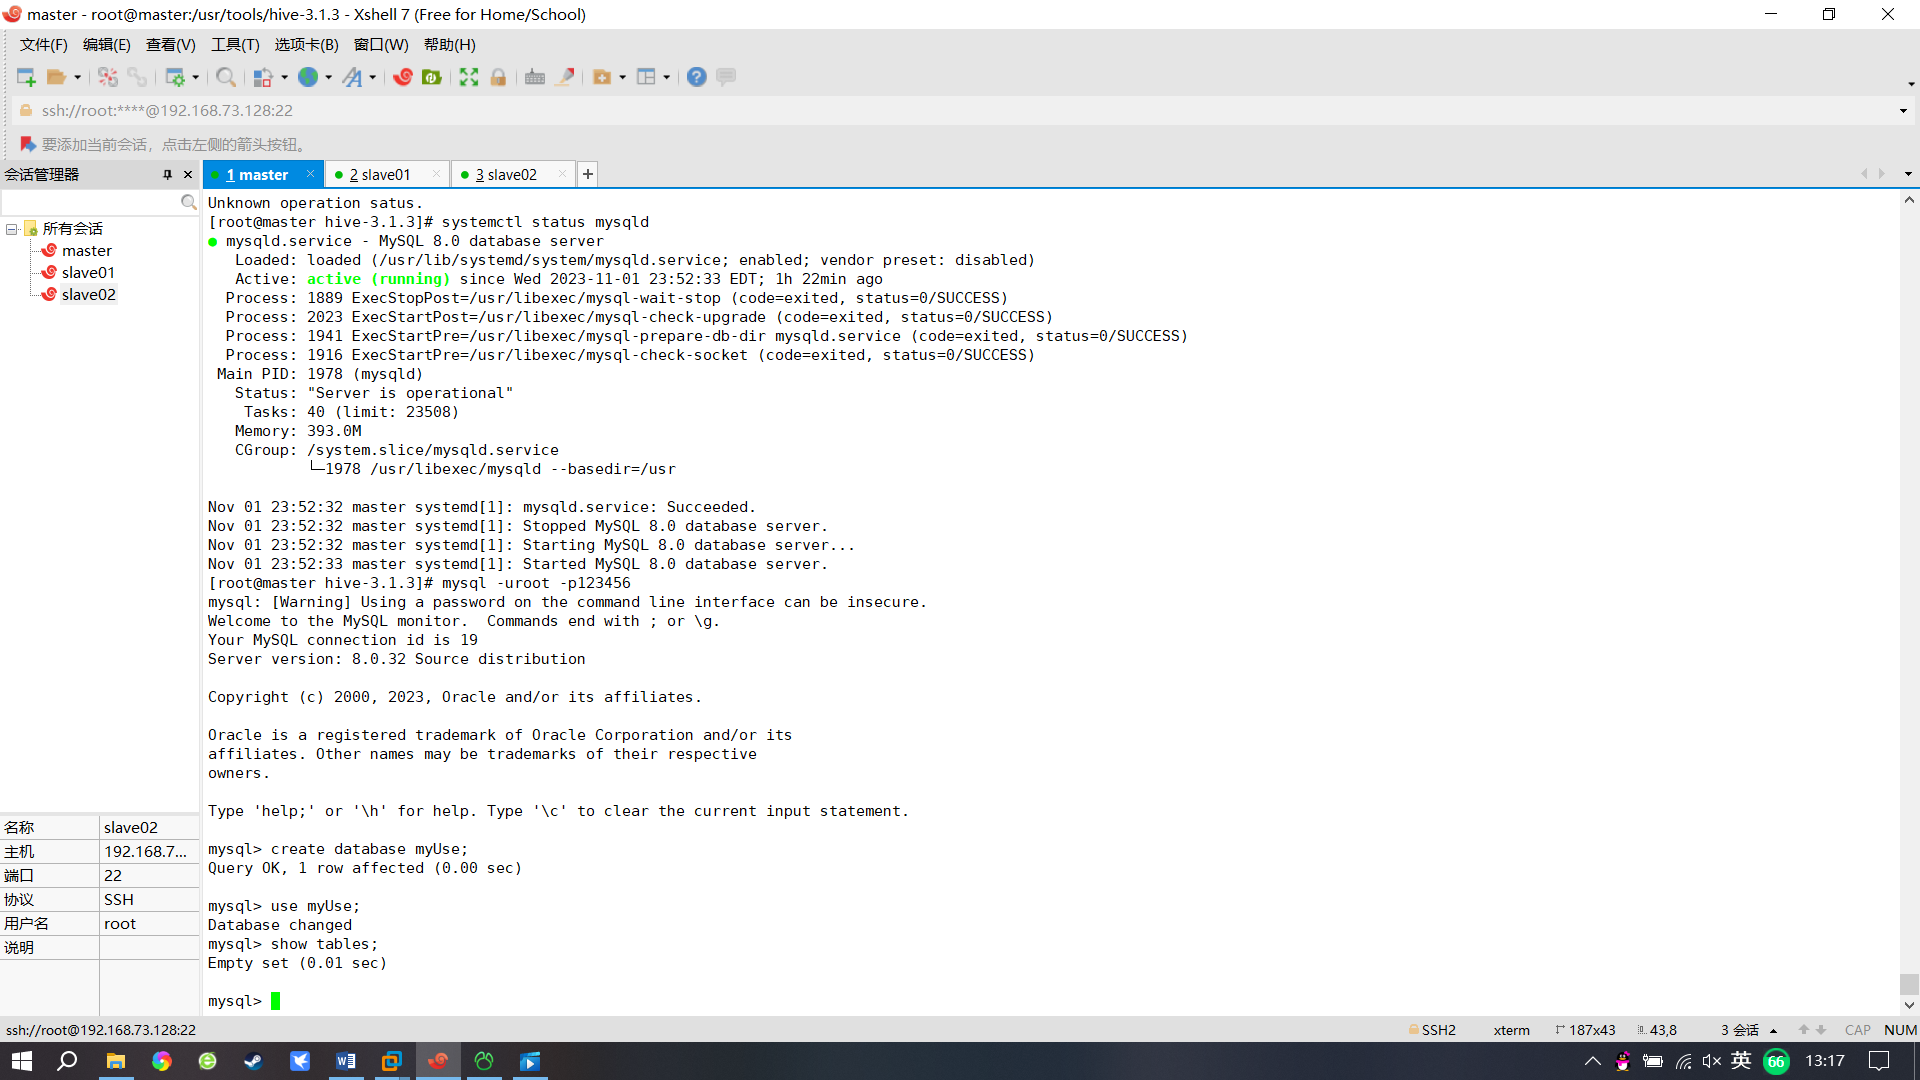 master - root@master:/usr/tools/hive-3.1.3 - Xshell 7 (Free for Home/School)
文件(F) 编辑(E) 查看(V) 工具(T) 选项卡(B) 窗口(W) 帮助(H)
ssh://root:****@192.168.73.128:22
要添加当前会话，点击左侧的箭头按钮。
会话管理器
1 master
2 slave01
3 slave02
所有会话
master
slave01
slave02
Unknown operation satus.
[root@master hive-3.1.3]# systemctl status mysqld
● mysqld.service - MySQL 8.0 database server
Loaded: loaded (/usr/lib/systemd/system/mysqld.service; enabled; vendor preset: disabled)
Active: active (running) since Wed 2023-11-01 23:52:33 EDT; 1h 22min ago
Process: 1889 ExecStopPost=/usr/libexec/mysql-wait-stop (code=exited, status=0/SUCCESS)
Process: 2023 ExecStartPost=/usr/libexec/mysql-check-upgrade (code=exited, status=0/SUCCESS)
Process: 1941 ExecStartPre=/usr/libexec/mysql-prepare-db-dir mysqld.service (code=exited, status=0/SUCCESS)
Process: 1916 ExecStartPre=/usr/libexec/mysql-check-socket (code=exited, status=0/SUCCESS)
Main PID: 1978 (mysqld)
Status: "Server is operational"
Tasks: 40 (limit: 23508)
Memory: 393.0M
CGroup: /system.slice/mysqld.service
└─1978 /usr/libexec/mysqld --basedir=/usr
Nov 01 23:52:32 master systemd[1]: mysqld.service: Succeeded.
Nov 01 23:52:32 master systemd[1]: Stopped MySQL 8.0 database server.
Nov 01 23:52:32 master systemd[1]: Starting MySQL 8.0 database server...
Nov 01 23:52:33 master systemd[1]: Started MySQL 8.0 database server.
[root@master hive-3.1.3]# mysql -uroot -p123456
mysql: [Warning] Using a password on the command line interface can be insecure.
Welcome to the MySQL monitor.  Commands end with ; or \g.
Your MySQL connection id is 19
Server version: 8.0.32 Source distribution
Copyright (c) 2000, 2023, Oracle and/or its affiliates.
Oracle is a registered trademark of Oracle Corporation and/or its
affiliates. Other names may be trademarks of their respective
owners.
Type 'help;' or '\h' for help. Type '\c' to clear the current input statement.
mysql> create database myUse;
Query OK, 1 row affected (0.00 sec)
mysql> use myUse;
Database changed
mysql> show tables;
Empty set (0.01 sec)
mysql>
名称 slave02
主机 192.168.7...
端口 22
协议 SSH
用户名 root
说明
ssh://root@192.168.73.128:22
SSH2 xterm 187x43 43,8 3 会话 CAP NUM
英 66 13:17